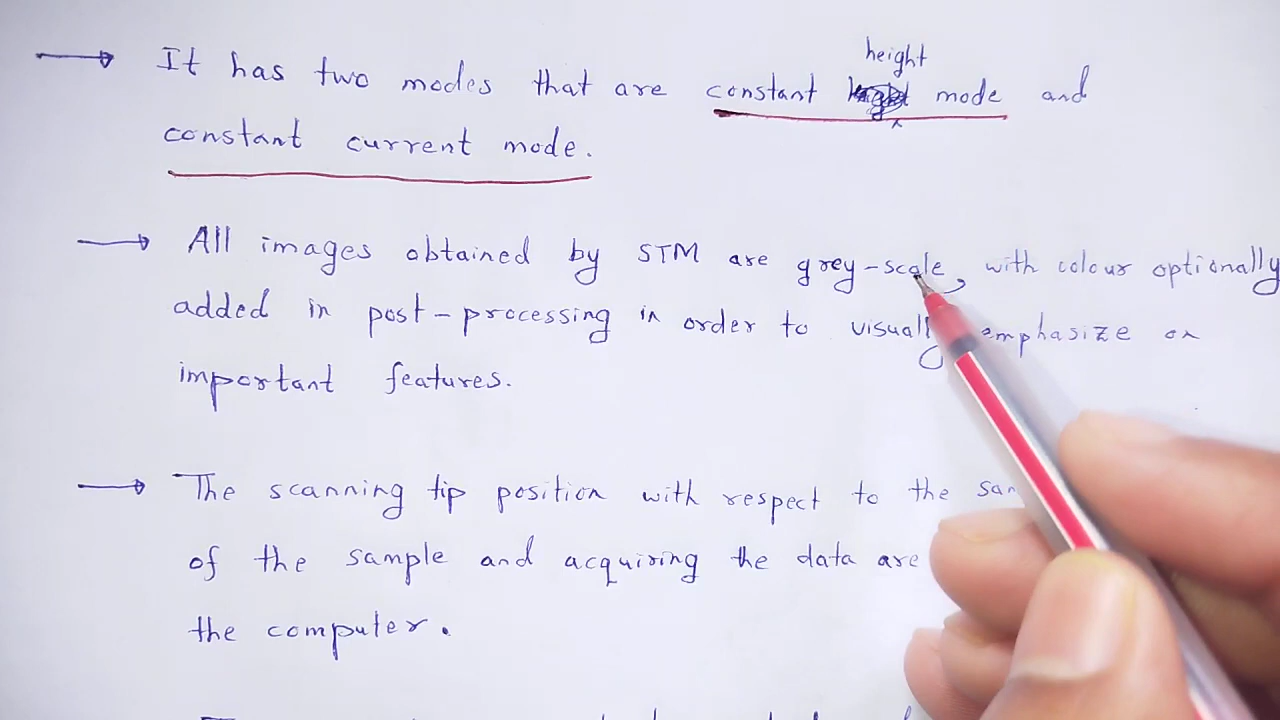 height
→ It has two modes that are constant mode and
constant current mode.
→ All images obtained by STM are grey-scale, with colour optionally
added in post-processing in order to visually emphasize on
important features.
→ The scanning tip position with respect to the
of the sample and acquiring the data are
the computer.